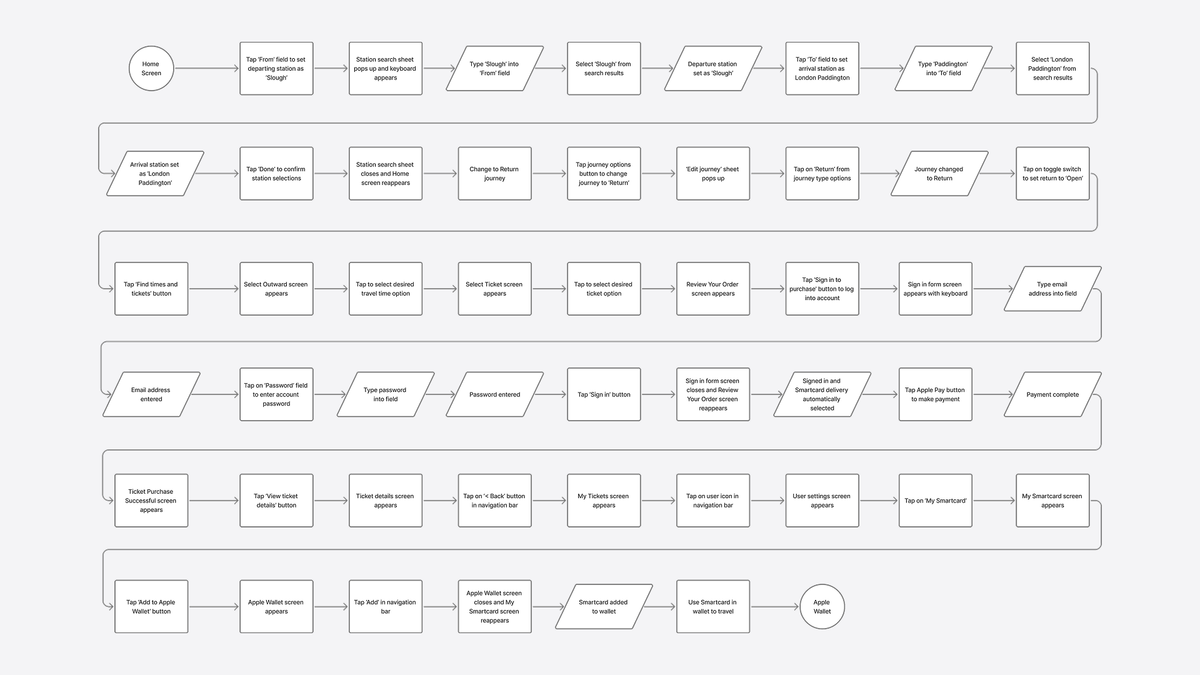 Home
Screen
Tap 'From' field to set
departing station as
'Slough'
Station search sheet
pops up and keyboard
appears
Type 'Slough' into
'From' field
Select 'Slough' from
search results
Departure station
set as 'Slough'
Tap 'To' field to set
arrival station as
London Paddington
Type 'Paddington'
into 'To' field
Select 'London
Paddington' from
search results
Arrival station set
as 'London
Paddington'
Tap 'Done' to confirm
station selections
Station search sheet
closes and Home
screen reappears
Change to Return
journey
Tap journey options
button to change
journey to 'Return'
'Edit journey' sheet
pops up
Tap on 'Return' from
journey type options
Journey changed
to Return
Tap on toggle switch
to set return to 'Open'
Tap 'Find times and
tickets' button
Select Outward screen
appears
Tap to select desired
travel time option
Select Ticket screen
appears
Tap to select desired
ticket option
Review Your Order
screen appears
Tap 'Sign in to
purchase' button to log
into account
Sign in form screen
appears with keyboard
Type email
address into field
Email address
entered
Tap on 'Password' field
to enter account
password
Type password
into field
Password entered
Tap 'Sign in' button
Sign in form screen
closes and Review
Your Order screen
reappears
Signed in and
Smartcard delivery
automatically
selected
Tap Apple Pay button
to make payment
Payment complete
Ticket Purchase
Successful screen
appears
Tap 'View ticket
details' button
Ticket details screen
appears
Tap on '< Back' button
in navigation bar
My Tickets screen
appears
Tap on user icon in
navigation bar
User settings screen
appears
Tap on 'My Smartcard'
My Smartcard screen
appears
Tap 'Add to Apple
Wallet' button
Apple Wallet screen
appears
Tap 'Add' in navigation
bar
Apple Wallet screen
closes and My
Smartcard screen
reappears
Smartcard added
to wallet
Use Smartcard in
wallet to travel
Apple
Wallet